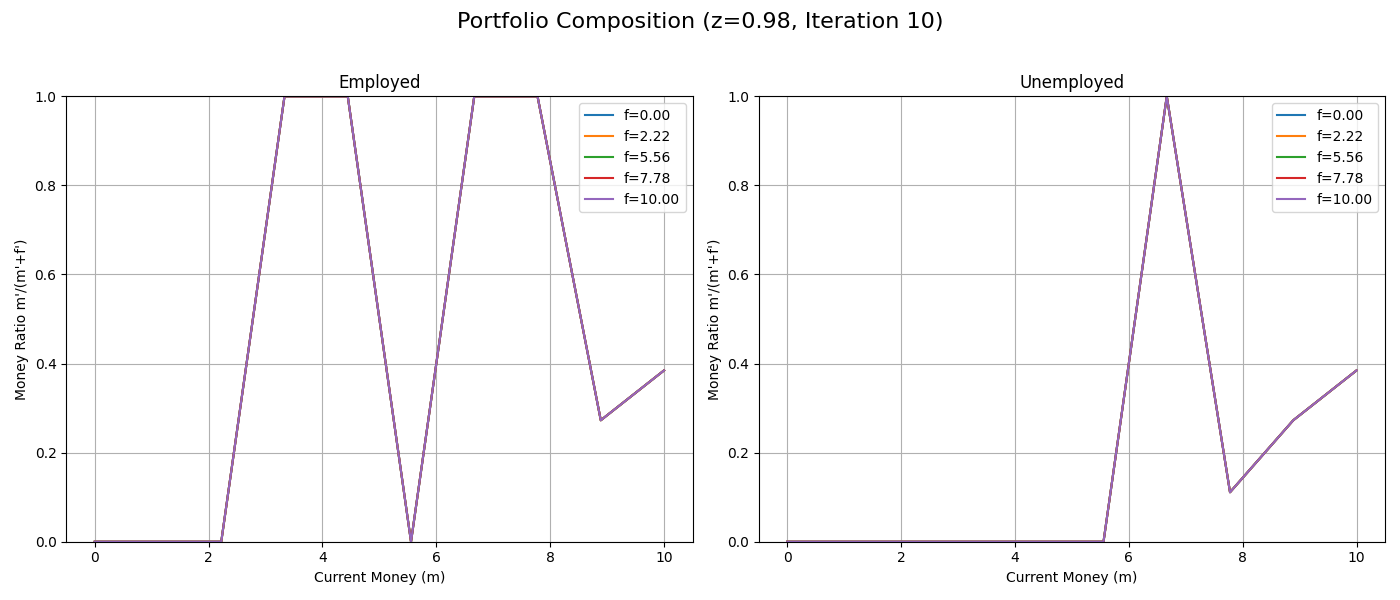 Portfolio Composition (z=0.98, Iteration 10)
Employed
Money Ratio m'/(m'+f')
1.0
0.8
0.6
0.4
0.2
0.0
f=0.00
f=2.22
f=5.56
f=7.78
f=10.00
0 2 4 6 8 10
Current Money (m)
Unemployed
Money Ratio m'/(m'+f')
1.0
0.8
0.6
0.4
0.2
0.0
f=0.00
f=2.22
f=5.56
f=7.78
f=10.00
0 2 4 6 8 10
Current Money (m)